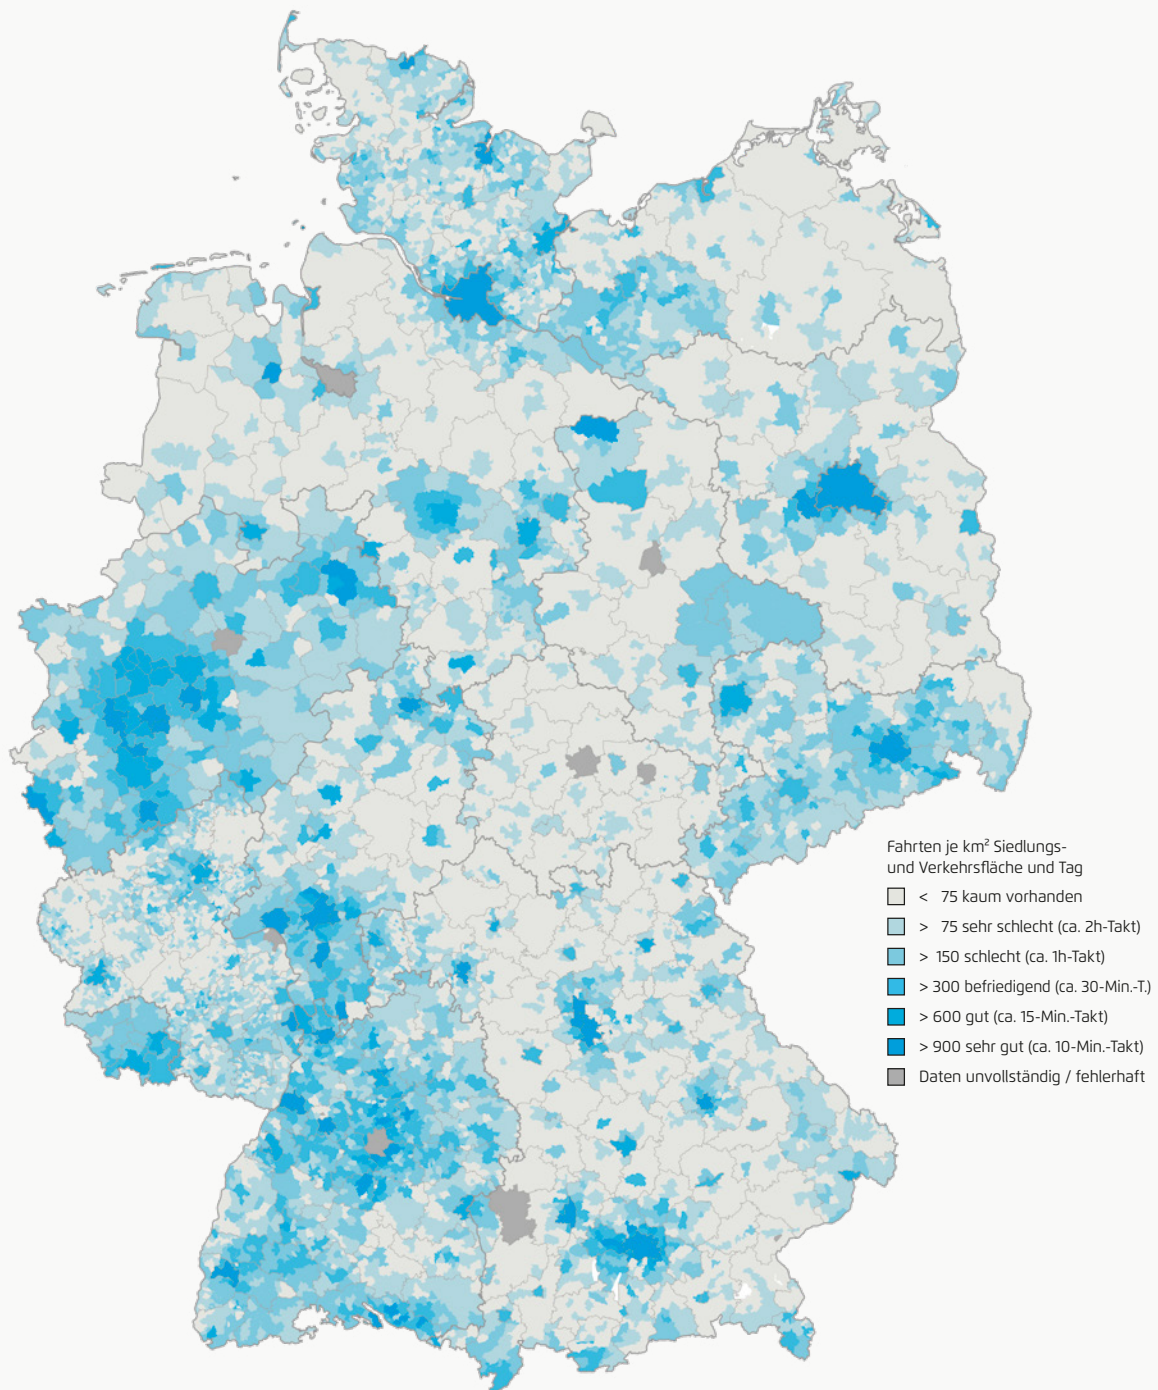 Fahrten je km² Siedlungs-
und Verkehrsfläche und Tag
< 75 kaum vorhanden
> 75 sehr schlecht (ca. 2h-Takt)
> 150 schlecht (ca. 1h-Takt)
> 300 befriedigend (ca. 30-Min.-T.)
> 600 gut (ca. 15-Min.-Takt)
> 900 sehr gut (ca. 10-Min.-Takt)
Daten unvollständig / fehlerhaft